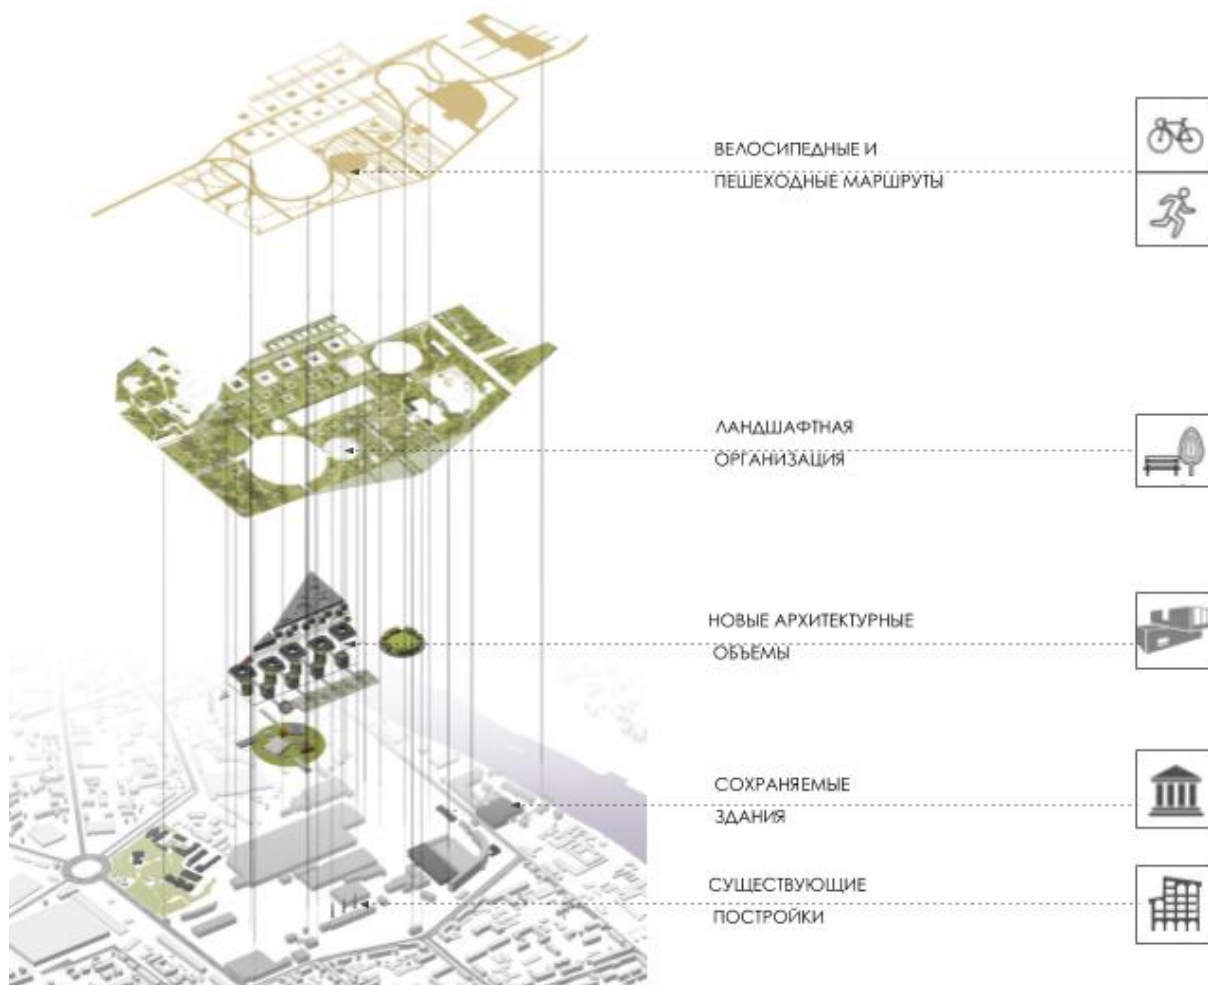 ВЕЛОСИПЕДНЫЕ И
ПЕШЕХОДНЫЕ МАРШРУТЫ
ЛАНДШАФТНАЯ
ОРГАНИЗАЦИЯ
НОВЫЕ АРХИТЕКТУРНЫЕ
ОБЪЕМЫ
СОХРАНЯЕМЫЕ
ЗДАНИЯ
СУЩЕСТВУЮЩИЕ
ПОСТРОЙКИ